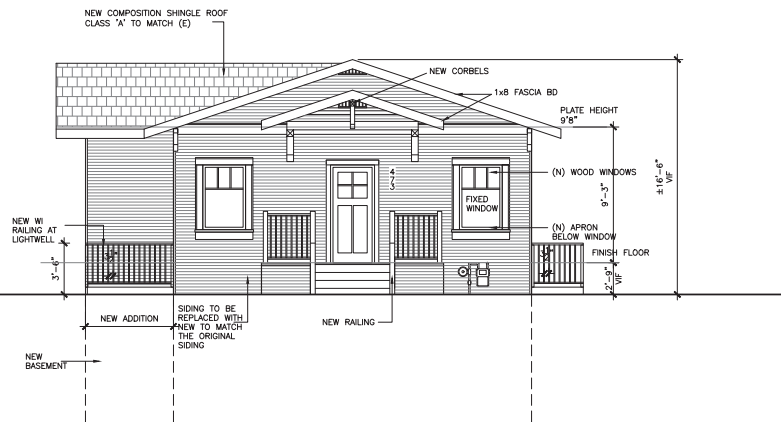 NEW COMPOSITION SHINGLE ROOF
CLASS 'A' TO MATCH (E)
NEW CORBELS
1x8 FASCIA BD
PLATE HEIGHT
9'8"
473
(N) WOOD WINDOWS
FIXED
WINDOW
9'-3"
±16'-6"
VIF
NEW WI
RAILING AT
LIGHTWELL
(N) APRON
BELOW WINDOW
FINISH FLOOR
3'-6"
2'-9"
VIF
NEW ADDITION
SIDING TO BE
REPLACED WITH
NEW TO MATCH
THE ORIGINAL
SIDING
NEW RAILING
NEW
BASEMENT